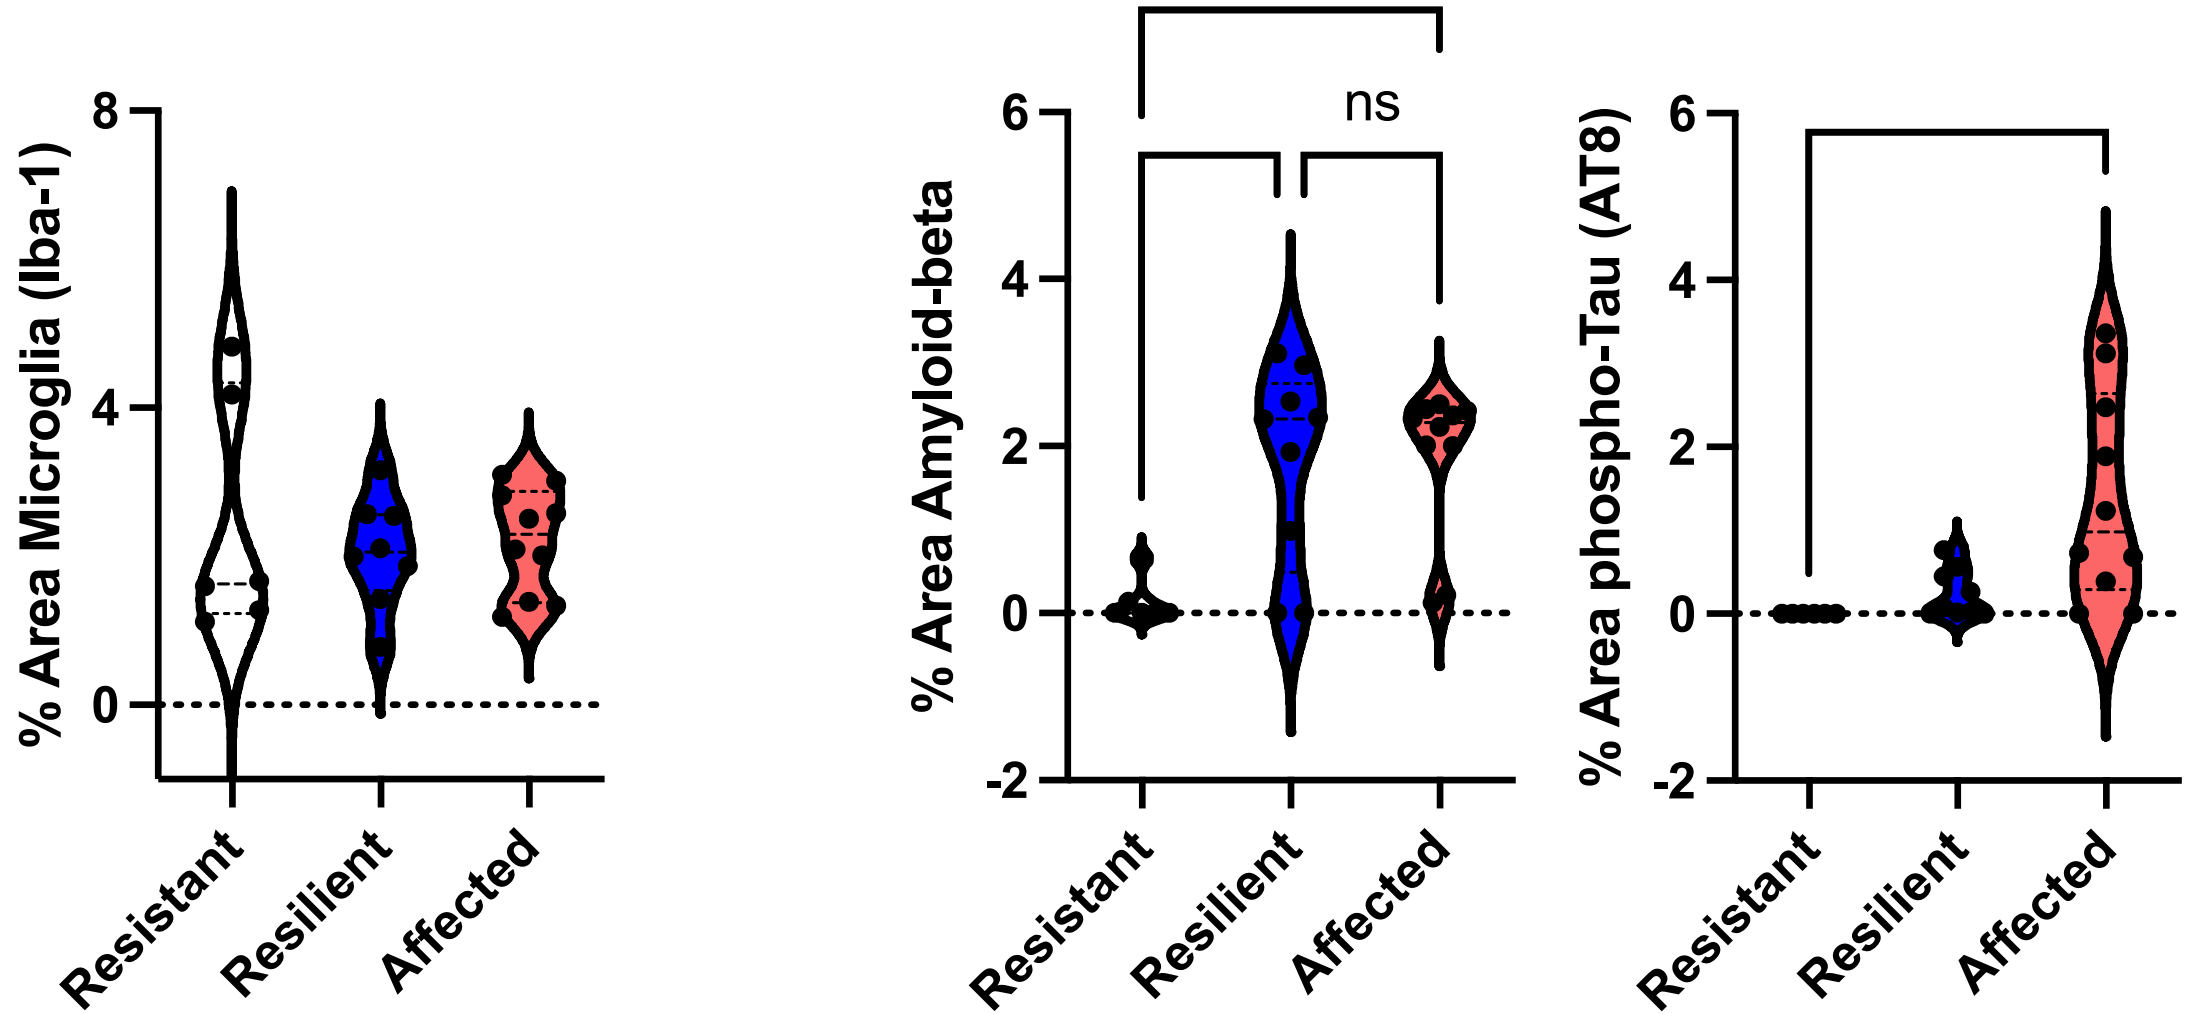 % Area Microglia (Iba-1)
8
4
0
Resistant
Resilient
Affected
% Area Amyloid-beta
ns
6
4
2
0
-2
Resistant
Resilient
Affected
% Area phospho-Tau (AT8)
6
4
2
0
-2
Resistant
Resilient
Affected